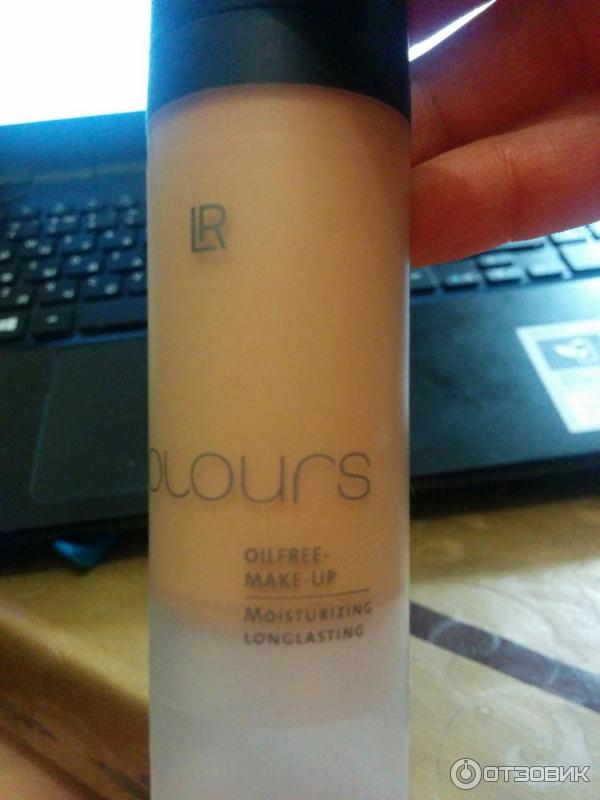 LR
olours
OILFREE-
MAKE-UP
MOISTURIZING
LONGLASTING
ОТЗОВИК